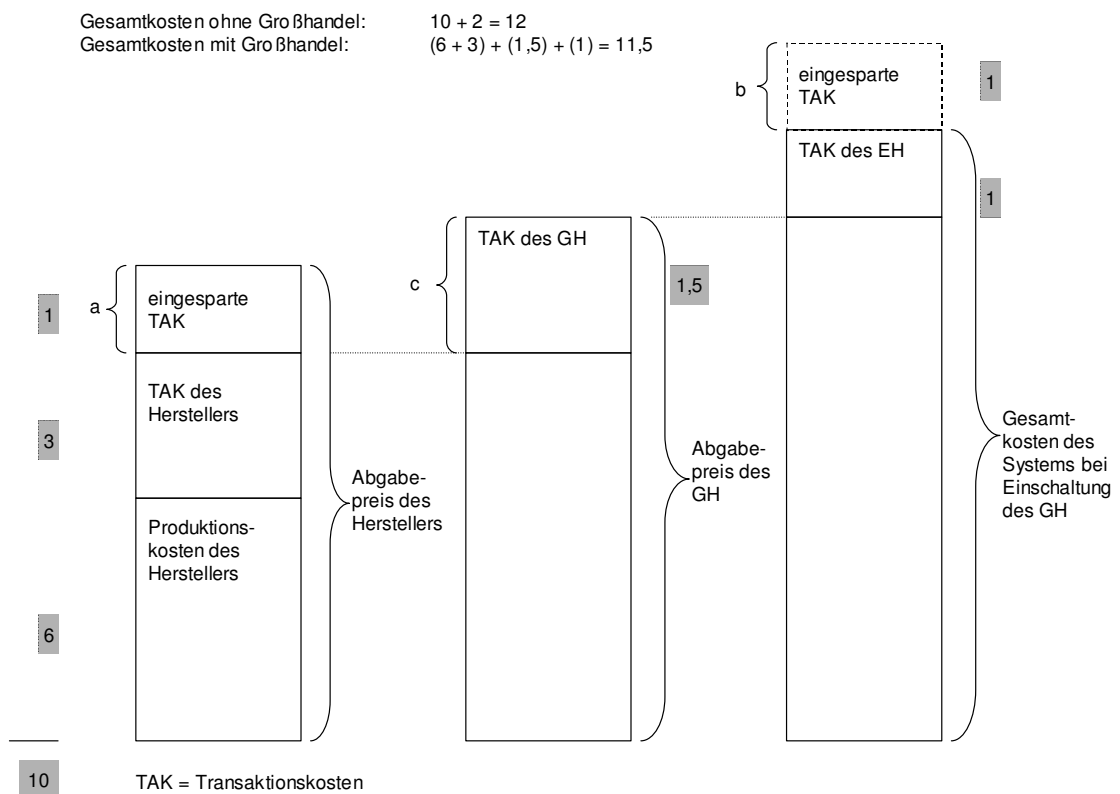 Gesamtkosten ohne Großhandel: 10 + 2 = 12
Gesamtkosten mit Großhandel: (6 + 3) + (1,5) + (1) = 11,5
b
eingesparte
TAK
1
TAK des EH
1
c
TAK des GH
1,5
1
a
eingesparte
TAK
TAK des
Herstellers
3
Produktions-
kosten des
Herstellers
6
Abgabe-
preis des
Herstellers
Abgabe-
preis des
GH
Gesamt-
kosten des
Systems bei
Einschaltung
des GH
10
TAK = Transaktionskosten